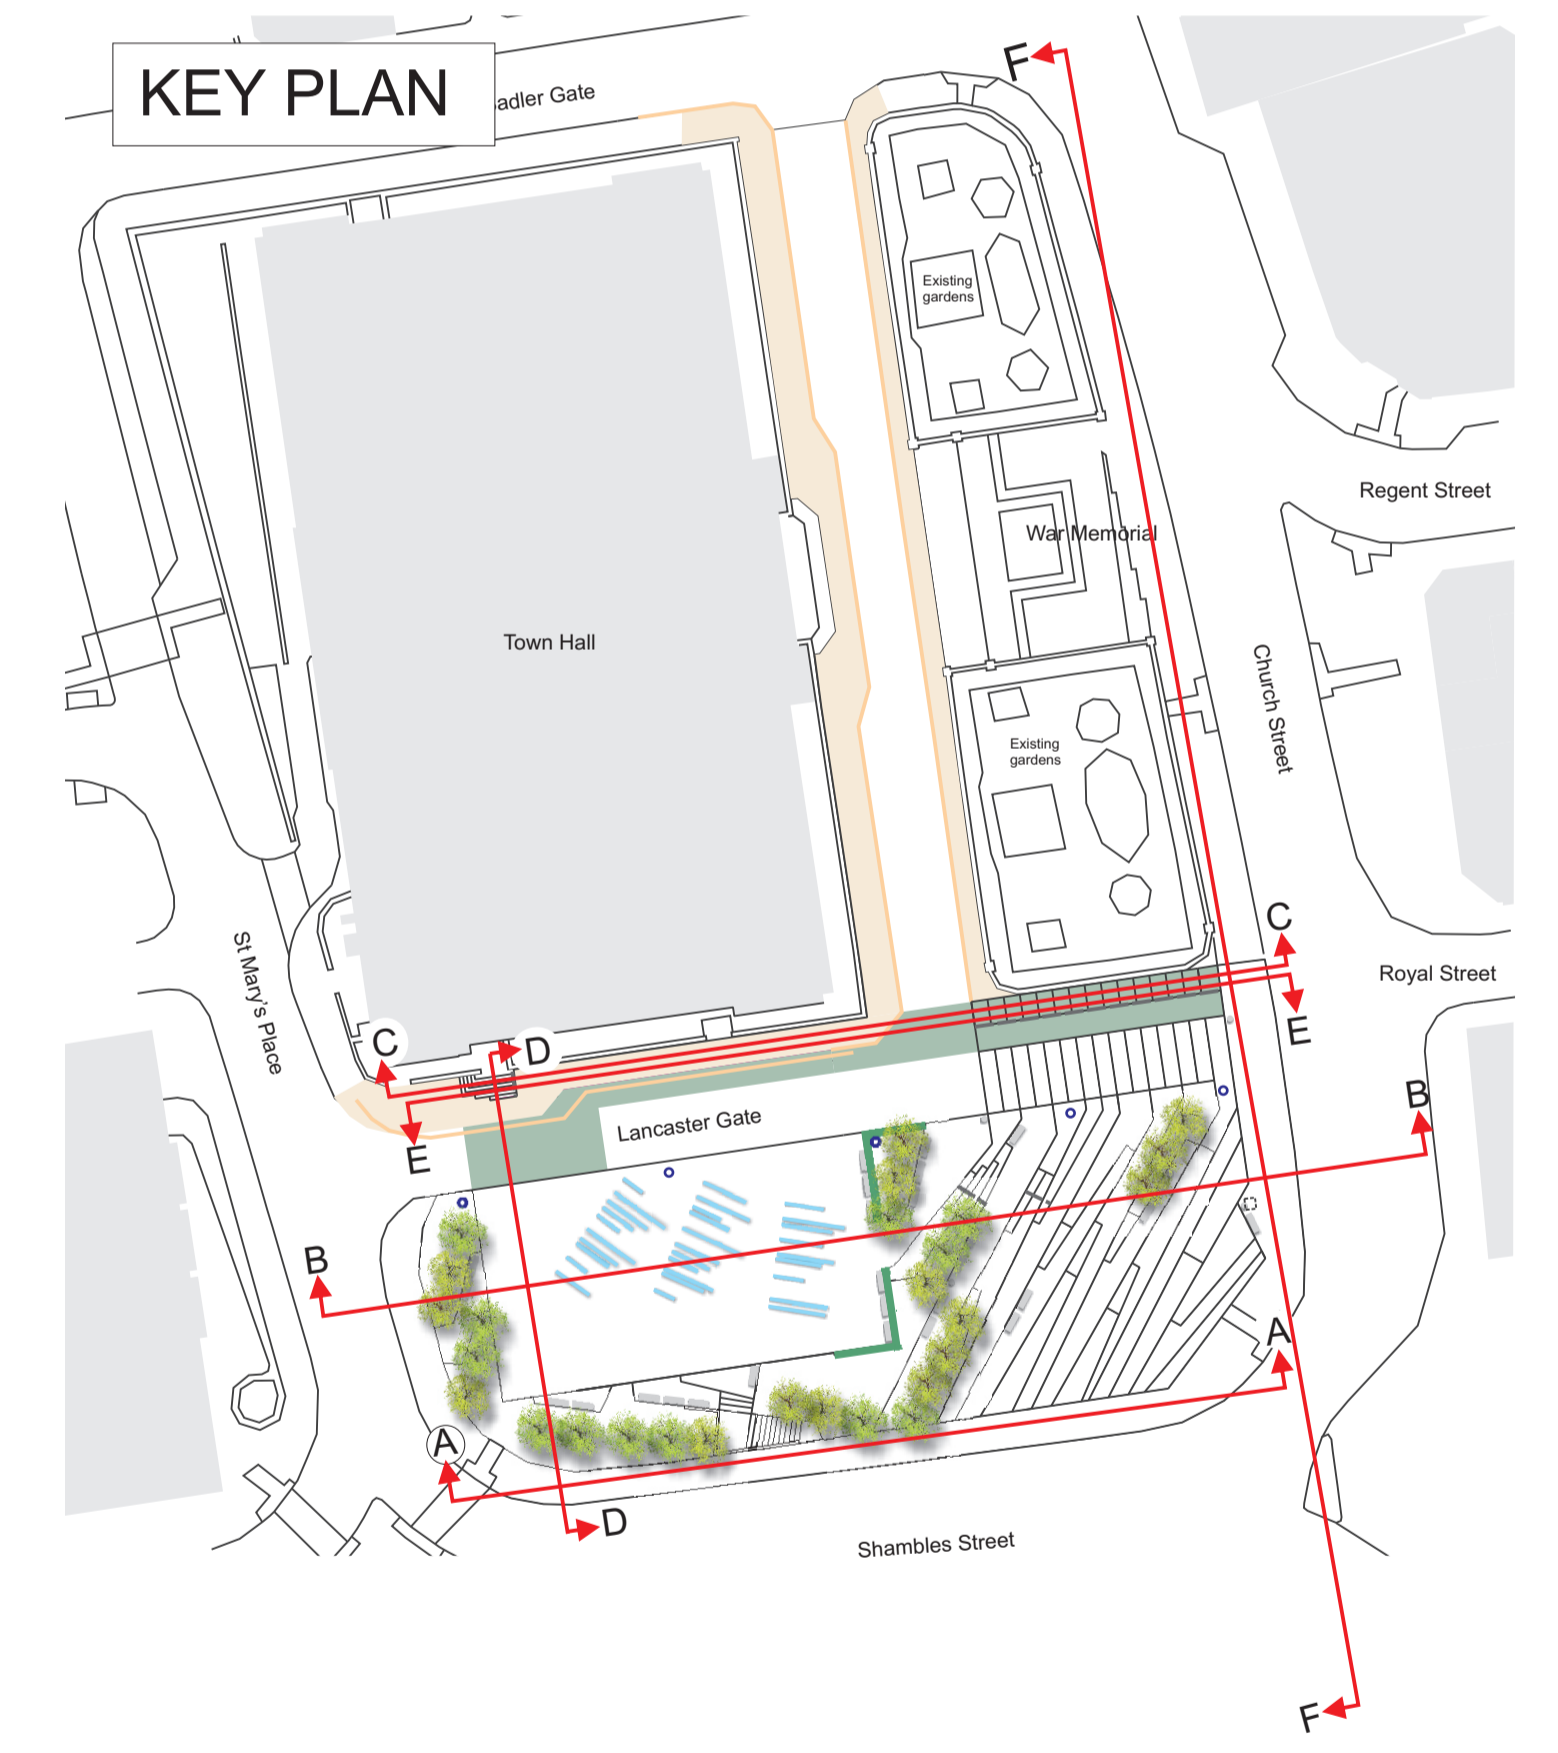 KEY PLAN
adler Gate
F
Existing
gardens
Regent Street
War Memorial
Town Hall
Church Street
Existing
gardens
C
Royal Street
St Mary's Place
C
D
E
B
Lancaster Gate
E
B
A
A
D
Shambles Street
F